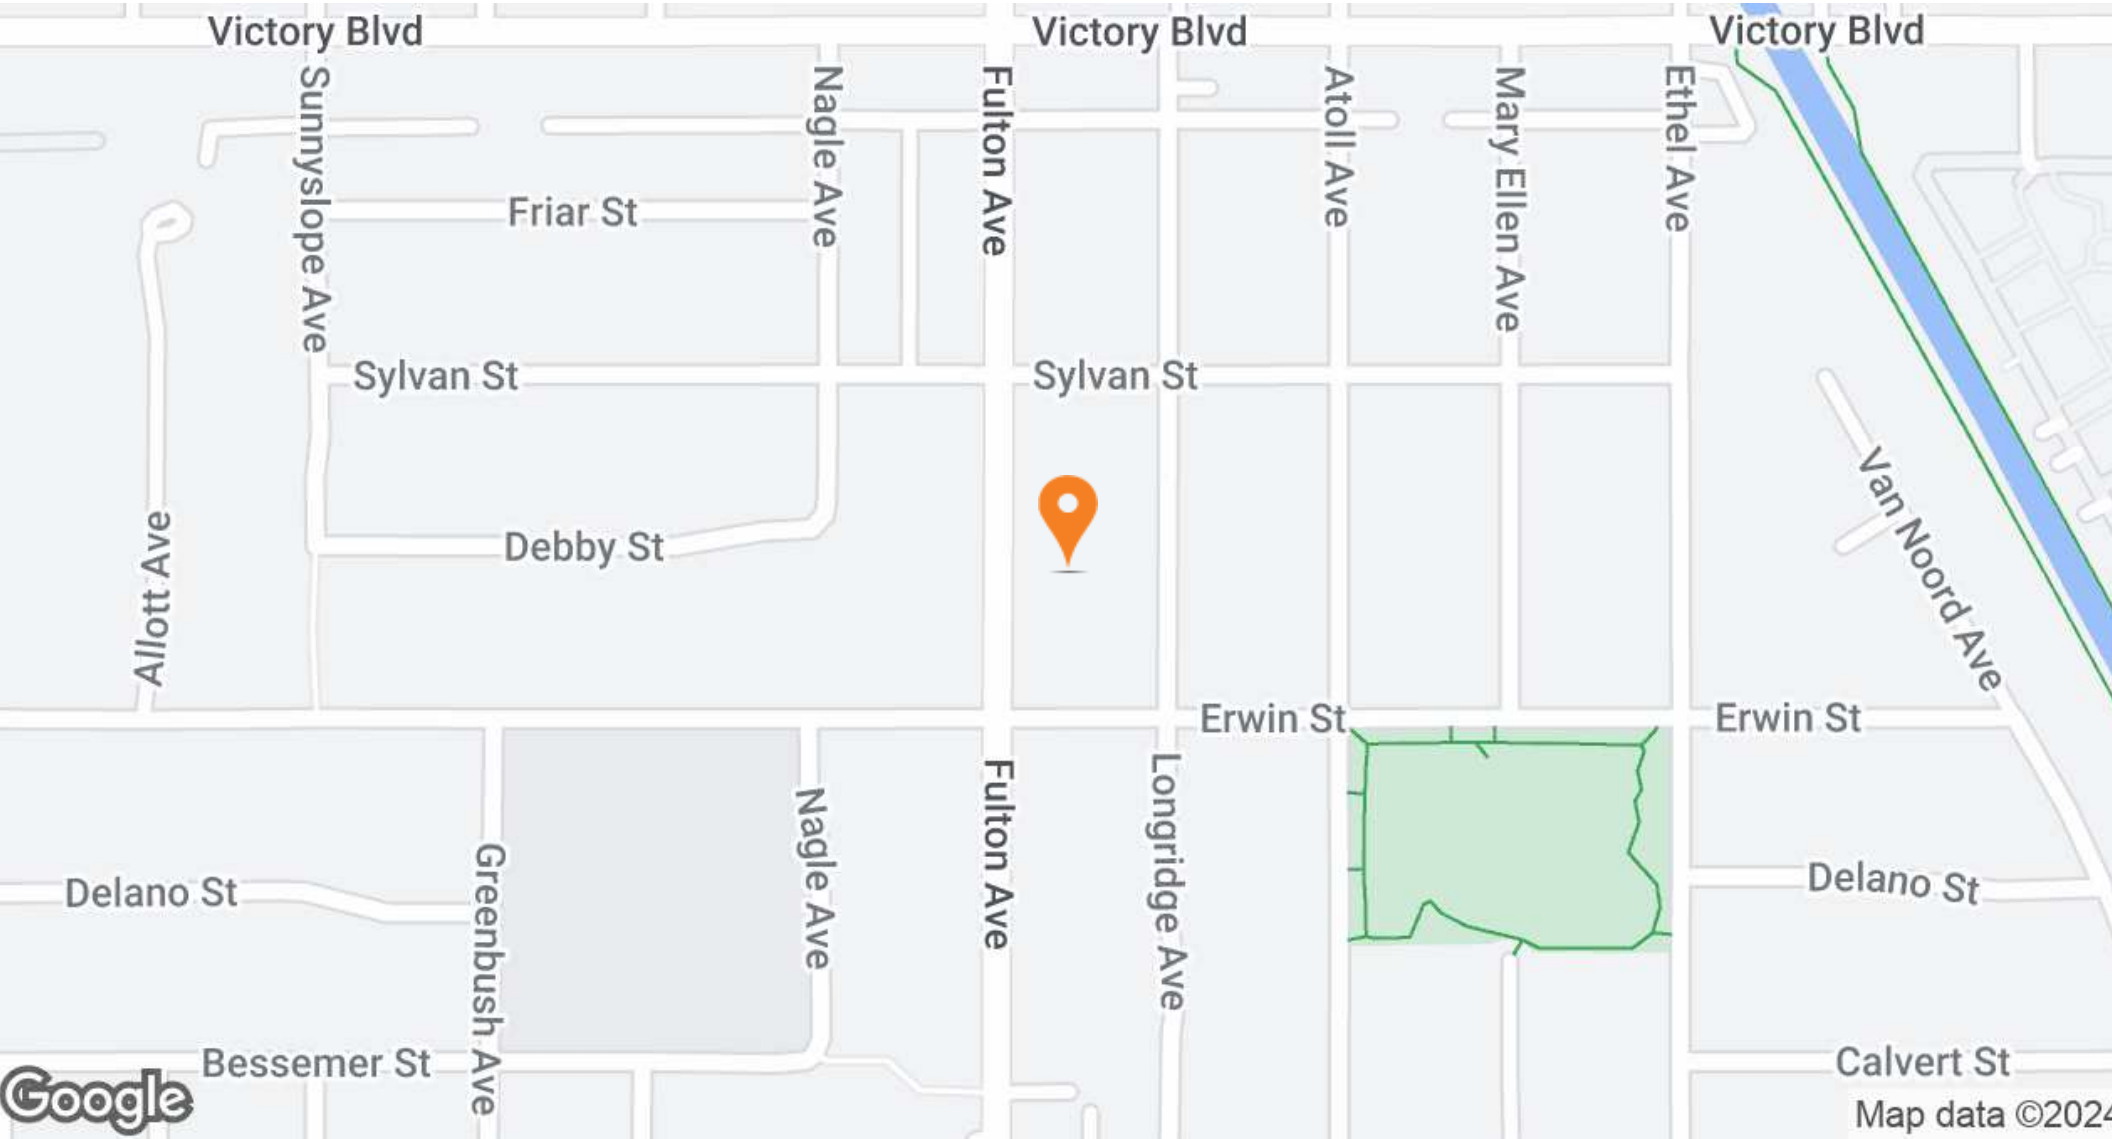 Victory Blvd
Victory Blvd
Victory Blvd
Sunnyslope Ave
Nagle Ave
Fulton Ave
Atoll Ave
Mary Ellen Ave
Ethel Ave
Friar St
Sylvan St
Sylvan St
Allott Ave
Debby St
Van Noord Ave
Erwin St
Erwin St
Nagle Ave
Fulton Ave
Longridge Ave
Greenbush Ave
Delano St
Delano St
Bessemer St
Calvert St
Google
Map data ©2024